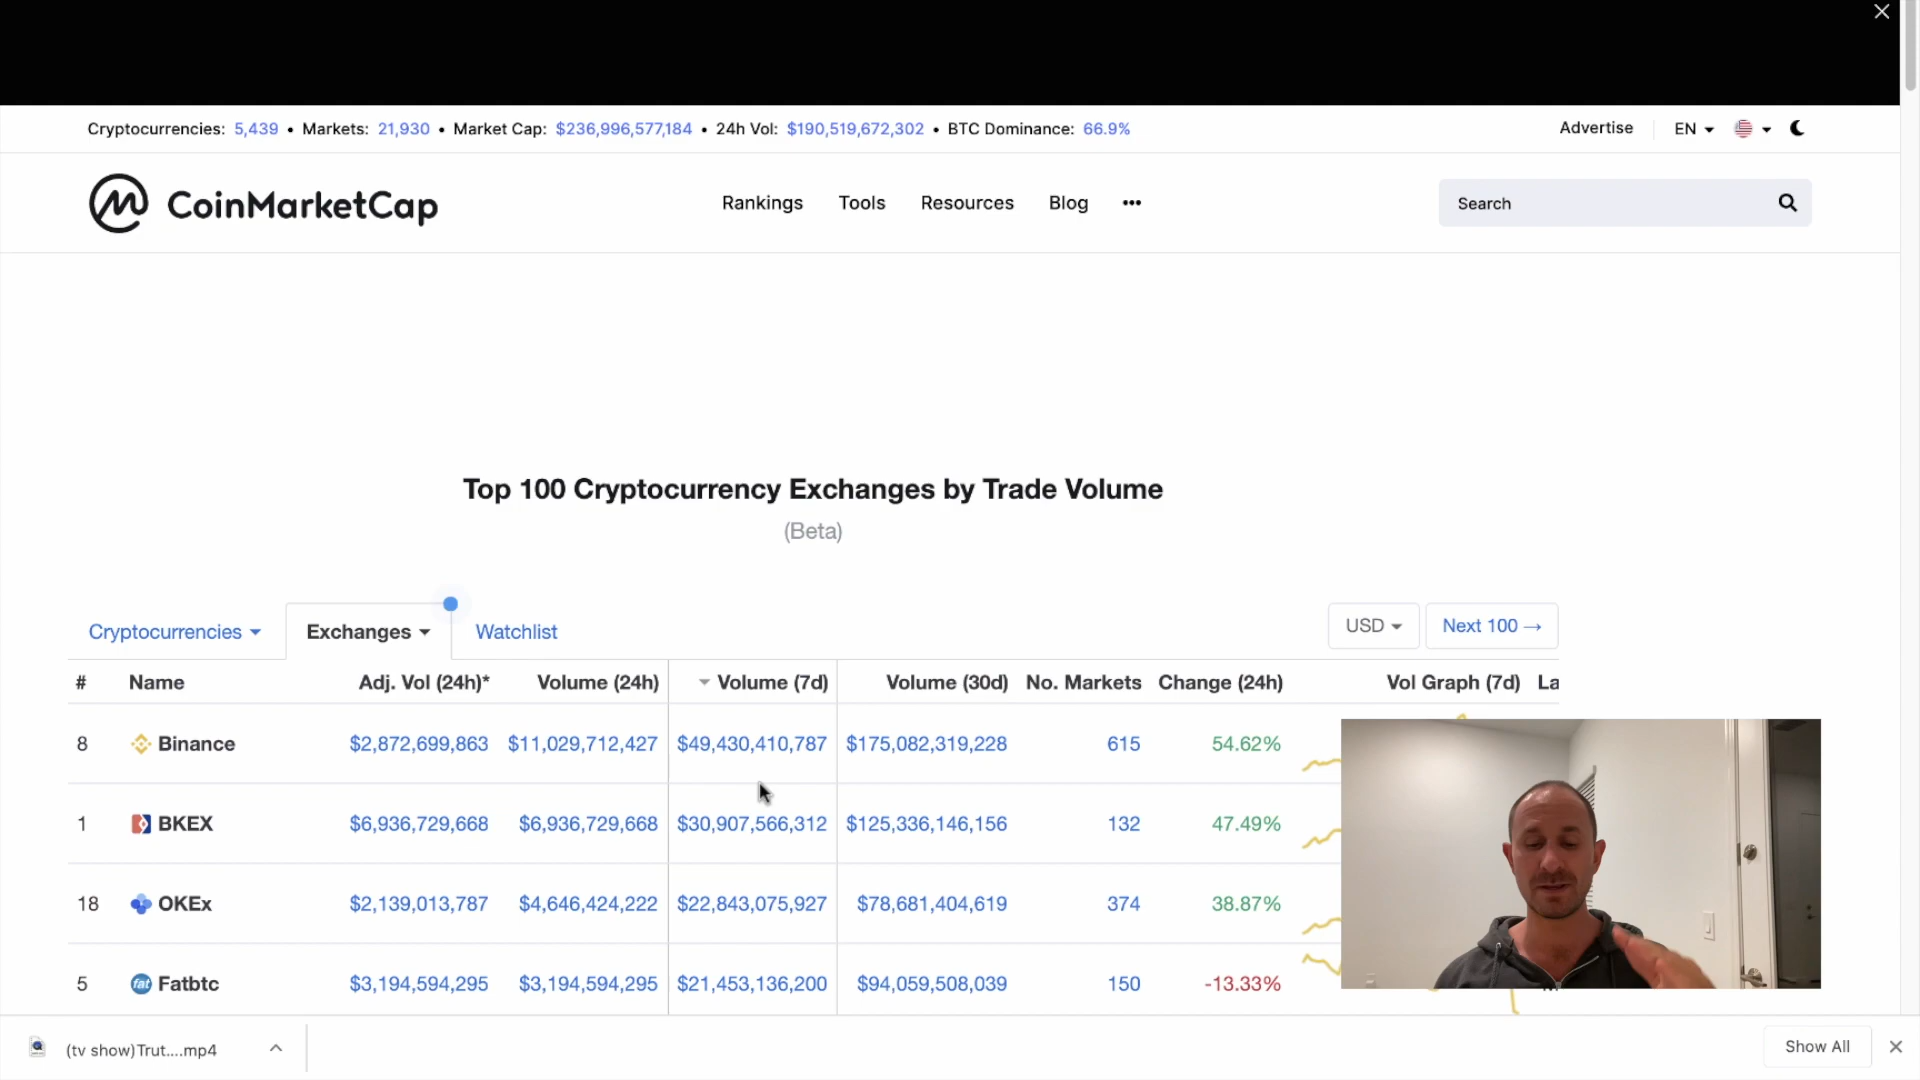 Cryptocurrencies: 5,439 • Markets: 21,930 • Market Cap: $236,996,577,184 • 24h Vol: $190,519,672,302 • BTC Dominance: 66.9% Advertise EN
CoinMarketCap Rankings Tools Resources Blog ••• Search
Top 100 Cryptocurrency Exchanges by Trade Volume
(Beta)
Cryptocurrencies Exchanges Watchlist USD Next 100 →
# Name Adj. Vol (24h)* Volume (24h) Volume (7d) Volume (30d) No. Markets Change (24h) Vol Graph (7d) La
8 Binance $2,872,699,863 $11,029,712,427 $49,430,410,787 $175,082,319,228 615 54.62%
1 BKEX $6,936,729,668 $6,936,729,668 $30,907,566,312 $125,336,146,156 132 47.49%
18 OKEx $2,139,013,787 $4,646,424,222 $22,843,075,927 $78,681,404,619 374 38.87%
5 fat Fatbtc $3,194,594,295 $3,194,594,295 $21,453,136,200 $94,059,508,039 150 -13.33%
(tv show)Trut....mp4 Show All